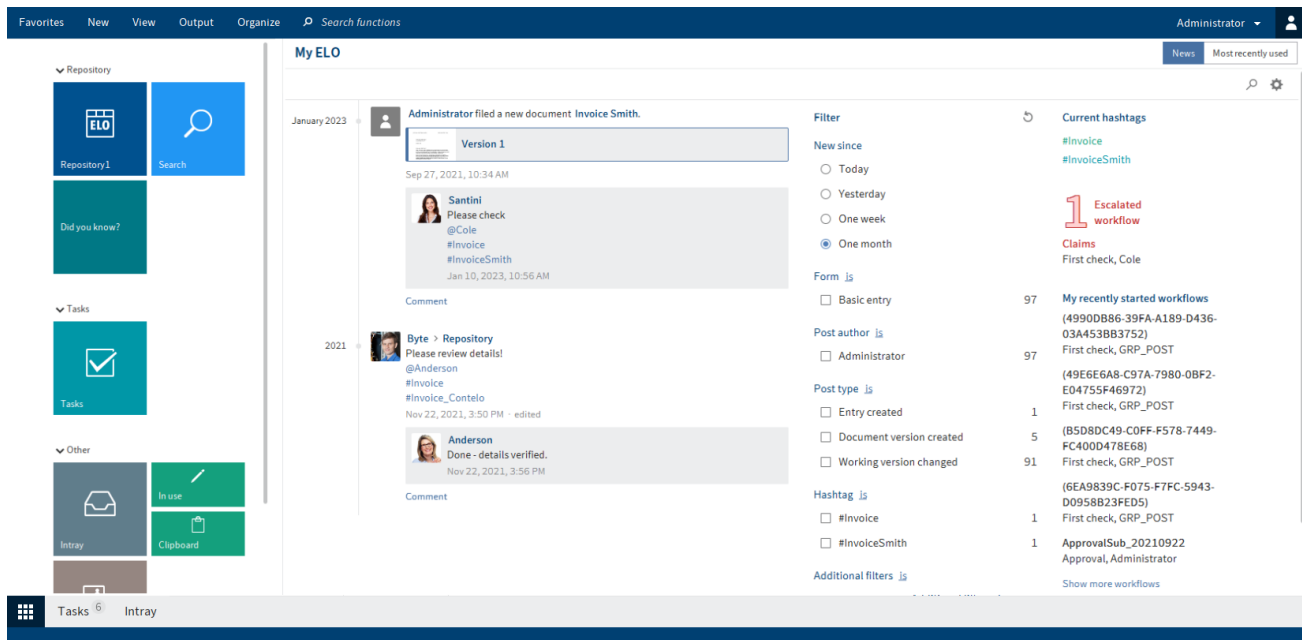 Favorites New View Output Organize Search functions Administrator
My ELO
News Most recently used
Repository
ELO
Repository1
Search
Did you know?
Tasks
Tasks
Other
Intray
In use
Clipboard
January 2023
Administrator filed a new document Invoice Smith.
Version 1
Sep 27, 2021, 10:34 AM
Santini
Please check
@Cole
#Invoice
#InvoiceSmith
Jan 10, 2023, 10:56 AM
Comment
2021
Byte > Repository
Please review details!
@Anderson
#Invoice
#Invoice_Contelo
Nov 22, 2021, 3:50 PM · edited
Anderson
Done - details verified.
Nov 22, 2021, 3:56 PM
Comment
Filter
New since
Today
Yesterday
One week
One month
Form is
Basic entry 97
Post author is
Administrator 97
Post type is
Entry created 1
Document version created 5
Working version changed 91
Hashtag is
#Invoice 1
#InvoiceSmith 1
Additional filters is
Current hashtags
#Invoice
#InvoiceSmith
1 Escalated
workflow
Claims
First check, Cole
My recently started workflows
(4990DB86-39FA-A189-D436-
03A453BB3752)
First check, GRP_POST
(49E6E6A8-C97A-7980-0BF2-
E04755F46972)
First check, GRP_POST
(B5D8DC49-C0FF-F578-7449-
FC400D478E68)
First check, GRP_POST
(6EA9839C-F075-F7FC-5943-
D0958B23FED5)
First check, GRP_POST
ApprovalSub_20210922
Approval, Administrator
Show more workflows
Tasks 6 Intray